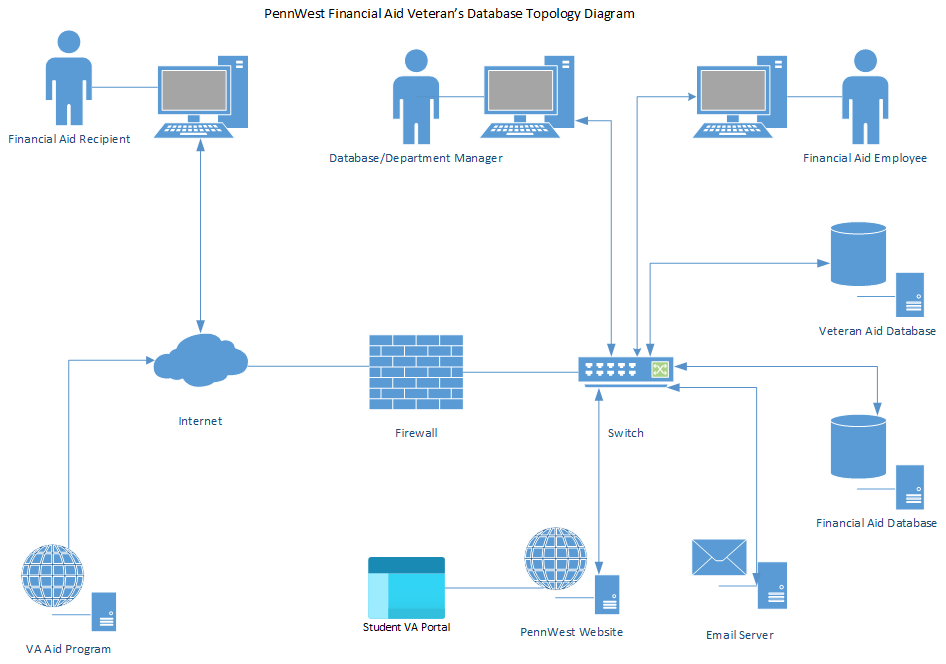 PennWest Financial Aid Veteran’s Database Topology Diagram
Financial Aid Recipient
Database/Department Manager
Financial Aid Employee
Veteran Aid Database
Internet
Firewall
Switch
Financial Aid Database
Student VA Portal
PennWest Website
Email Server
VA Aid Program